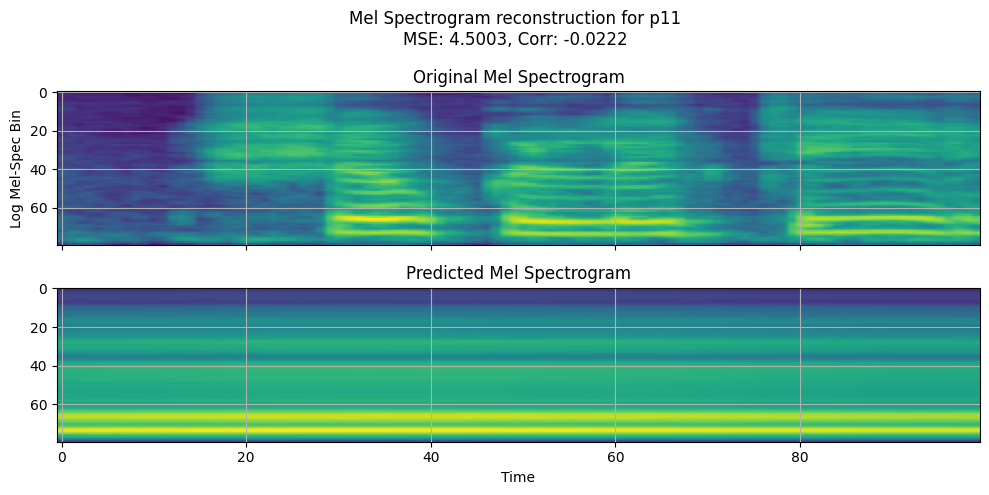 Mel Spectrogram reconstruction for p11
MSE: 4.5003, Corr: -0.0222
Original Mel Spectrogram
0
20
40
60
Log Mel-Spec Bin
Predicted Mel Spectrogram
0
20
40
60
0 20 40 60 80
Time